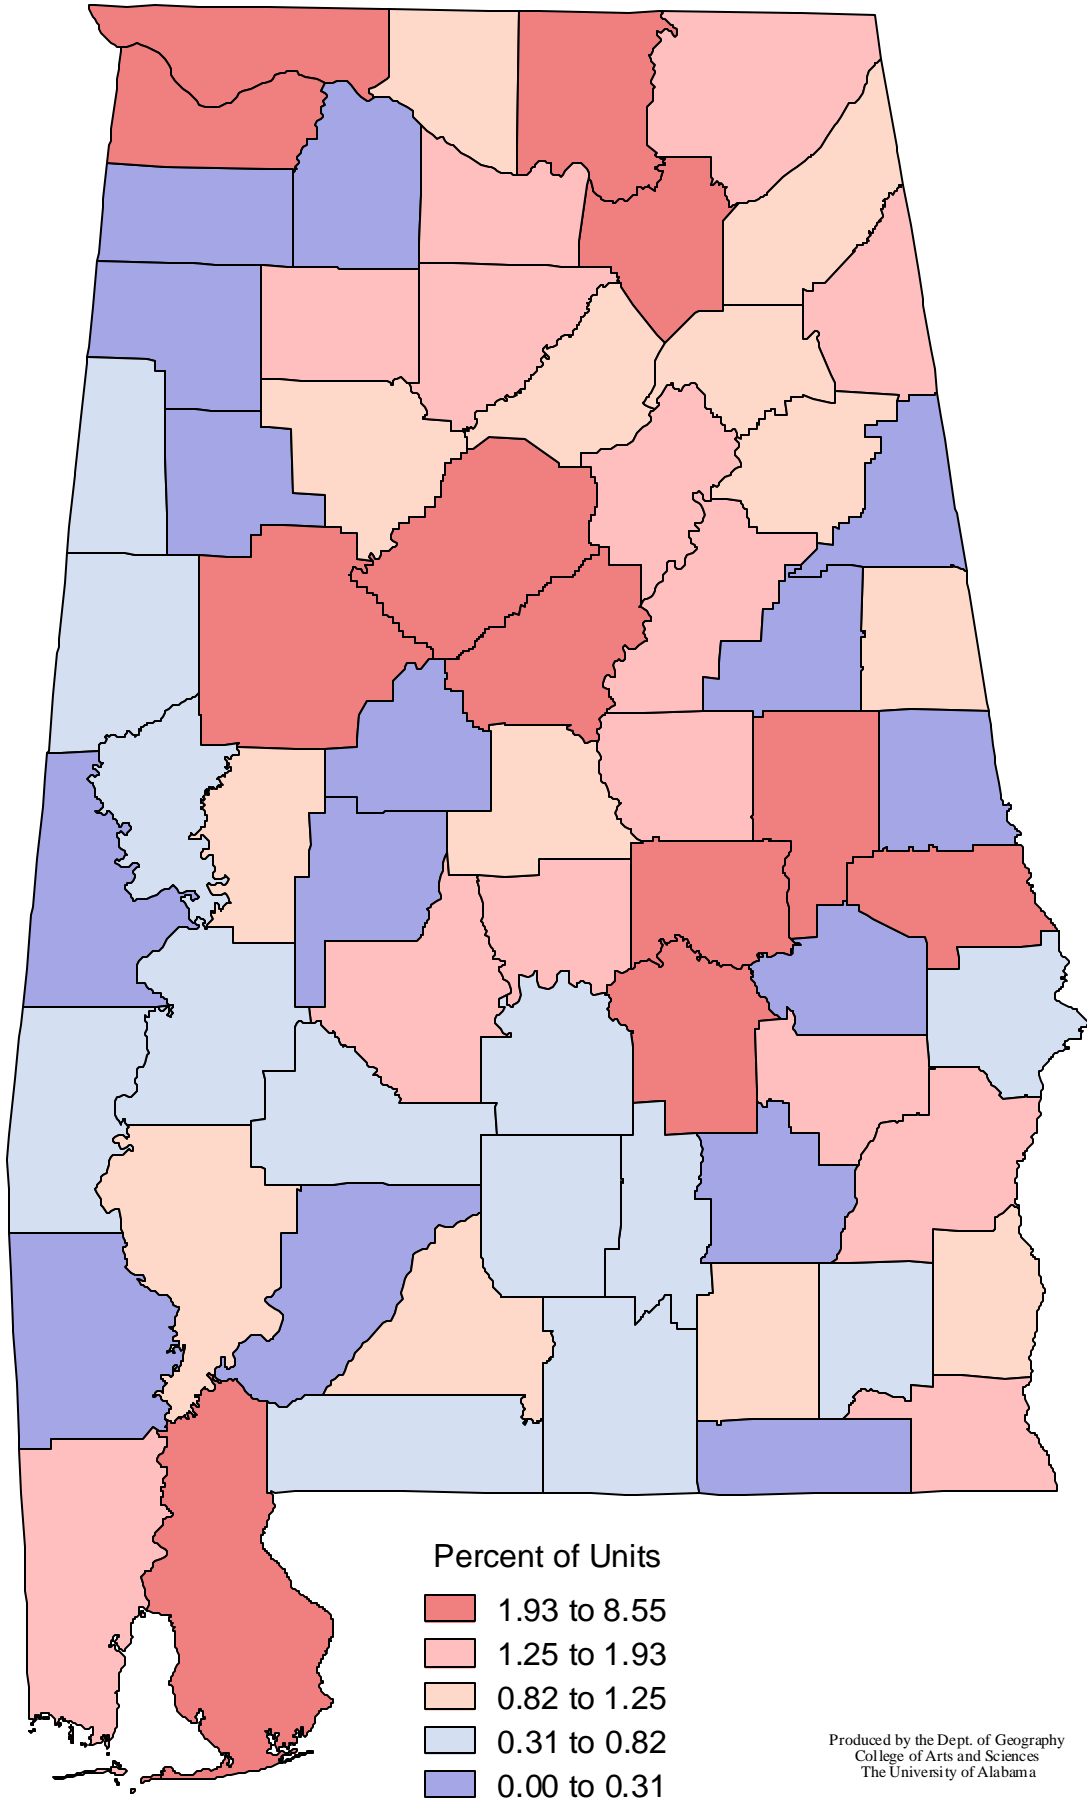 Percent of Units
1.93 to 8.55
1.25 to 1.93
0.82 to 1.25
0.31 to 0.82
0.00 to 0.31
Produced by the Dept. of Geography
College of Arts and Sciences
The University of Alabama